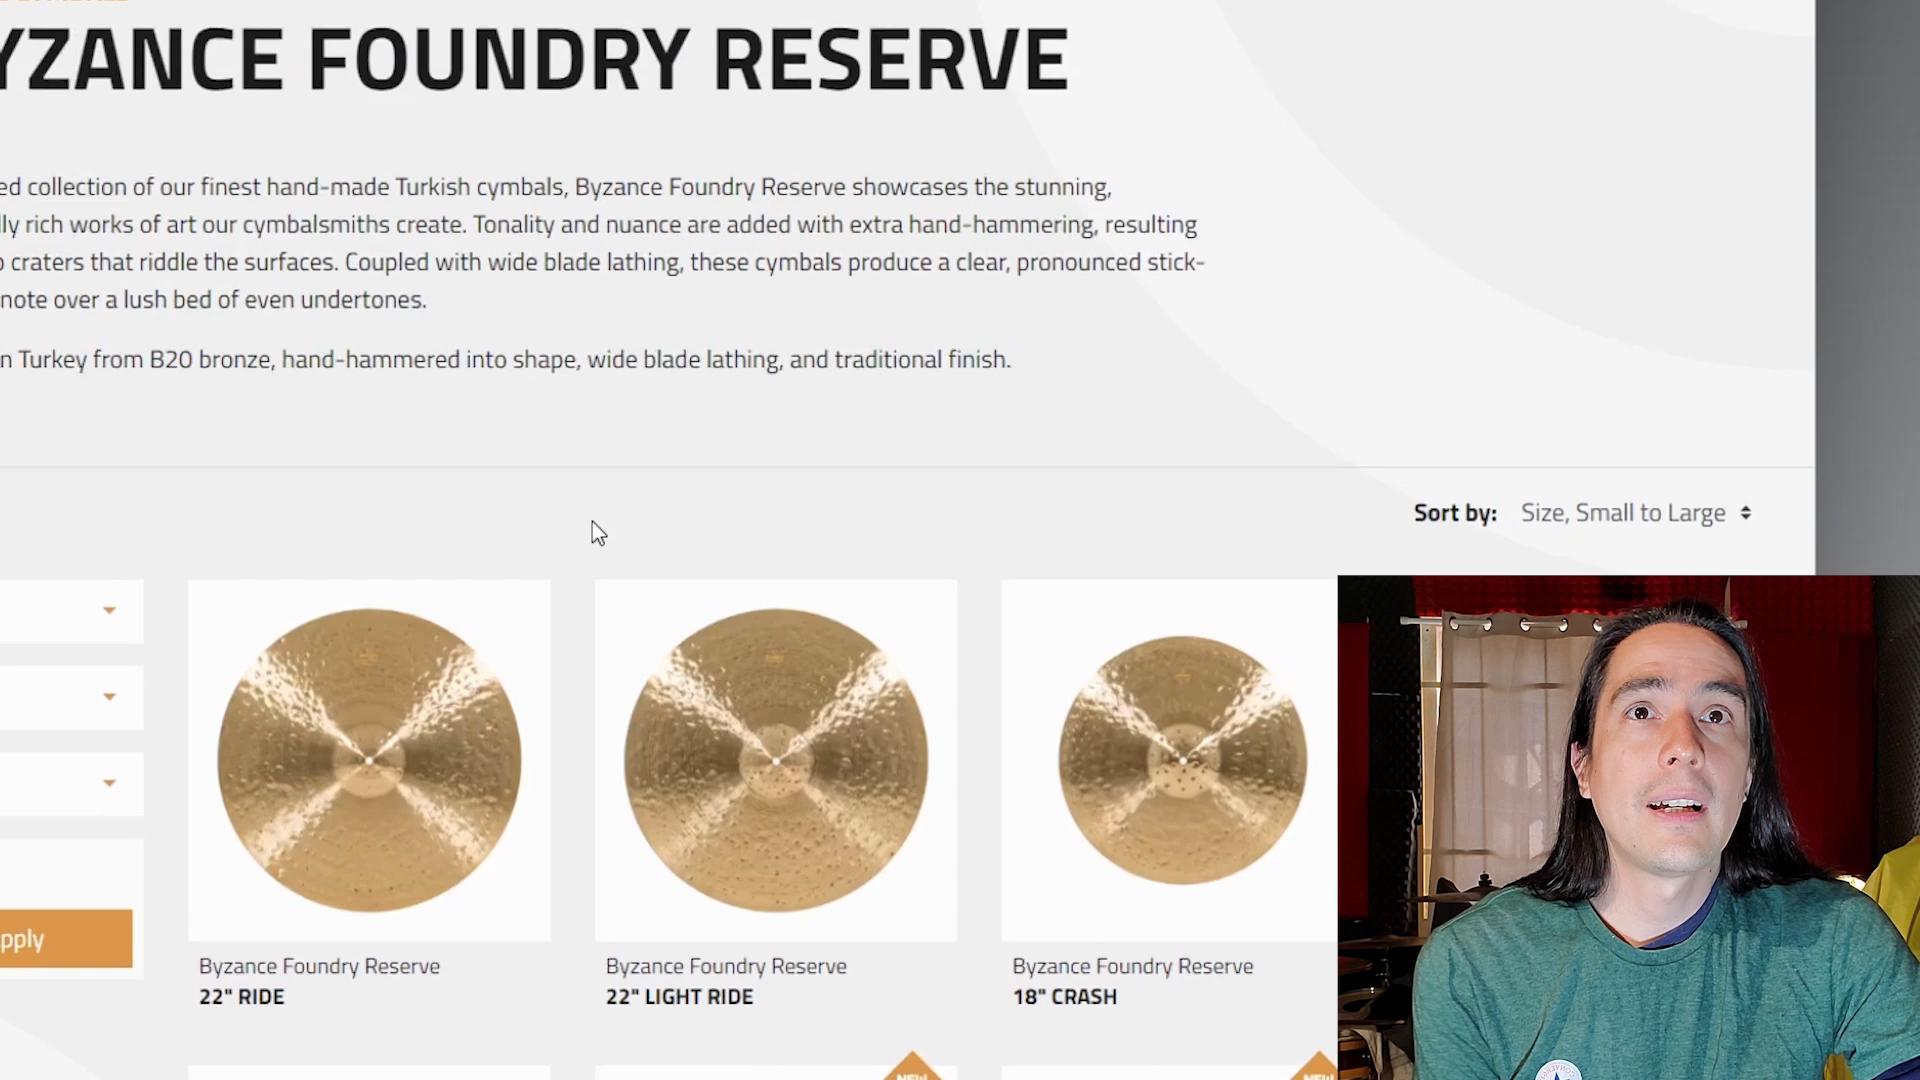 YZANCE FOUNDRY RESERVE
ed collection of our finest hand-made Turkish cymbals, Byzance Foundry Reserve showcases the stunning,
lly rich works of art our cymbalsmiths create. Tonality and nuance are added with extra hand-hammering, resulting
craters that riddle the surfaces. Coupled with wide blade lathing, these cymbals produce a clear, pronounced stick-
note over a lush bed of even undertones.
n Turkey from B20 bronze, hand-hammered into shape, wide blade lathing, and traditional finish.
Sort by: Size, Small to Large
pply
Byzance Foundry Reserve
22" RIDE
Byzance Foundry Reserve
22" LIGHT RIDE
Byzance Foundry Reserve
18" CRASH
NEW
NEW